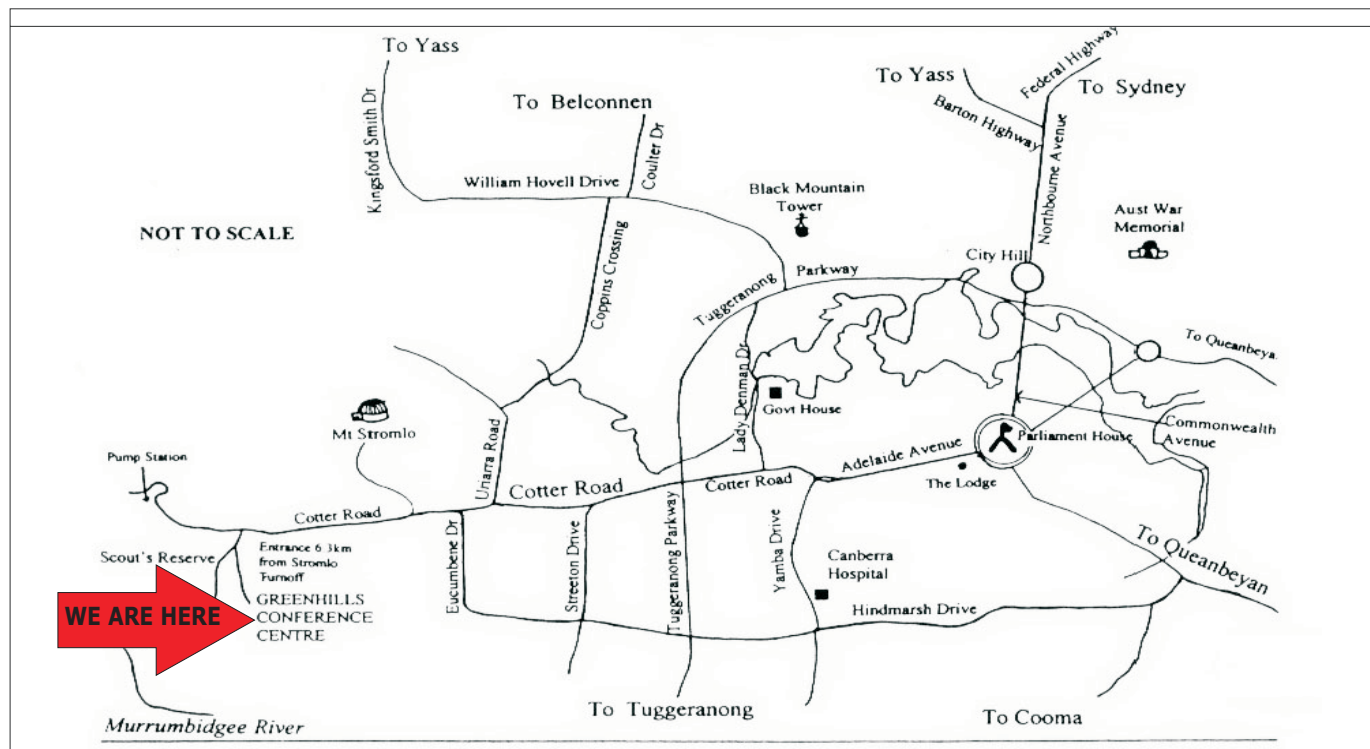 To Yass
To Belconnen
To Yass
Federal Highway
To Sydney
Barton Highway
Kingsford Smith Dr
Coulter Dr
William Hovell Drive
Northbourne Avenue
Black Mountain
Tower
Aust War
Memorial
NOT TO SCALE
City Hill
Coppins Crossing
Tuggeranong
Parkway
To Queanbeya
Lady Denman Dr
Govt House
Mt Stromlo
Commonwealth
Avenue
Parliament House
Adelaide Avenue
The Lodge
Pump Station
Unarra Road
Cotter Road
Cotter Road
Cotter Road
Scout's Reserve
Entrance 6.3km
from Stromlo
Turnoff
Eucumbene Dr
Streeton Drive
Tuggeranong Parkway
Yamba Drive
Canberra
Hospital
To Queanbeyan
WE ARE HERE
GREENHILLS
CONFERENCE
CENTRE
Hindmarsh Drive
To Tuggeranong
To Cooma
Murrumbidgee River